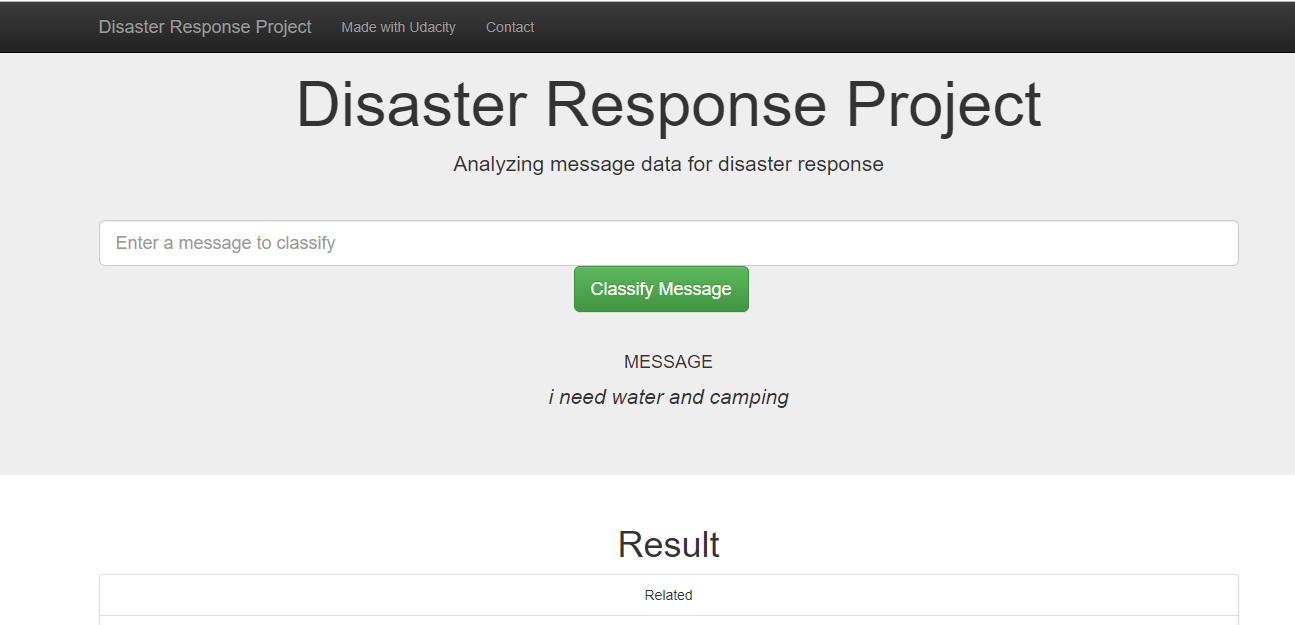 Disaster Response Project Made with Udacity Contact
Disaster Response Project
Analyzing message data for disaster response
Enter a message to classify
Classify Message
MESSAGE
i need water and camping
Result
Related